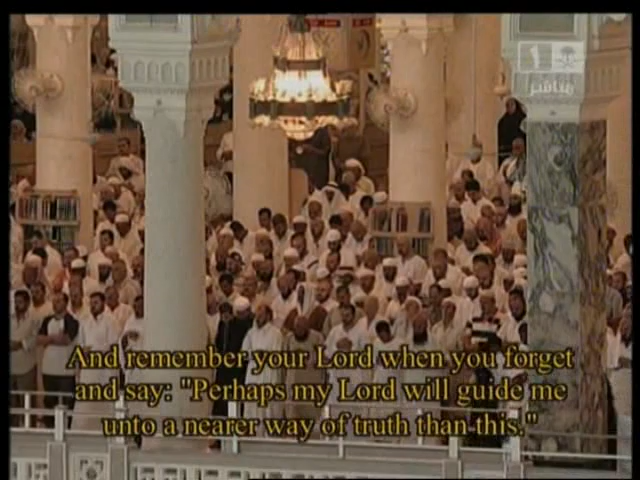 1
مباشر
And remember your Lord when you forget
and say: "Perhaps my Lord will guide me
unto a nearer way of truth than this."